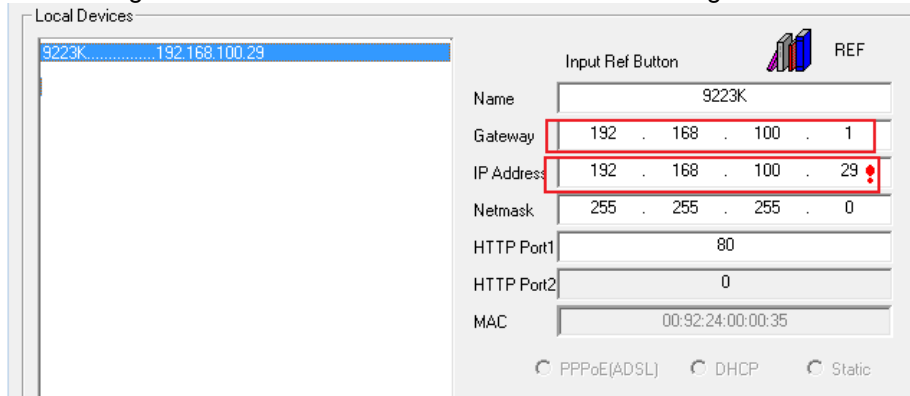 Local Devices
9223K...............192.168.100.29
Input Ref Button REF
Name 9223K
Gateway 192 . 168 . 100 . 1
IP Address 192 . 168 . 100 . 29
Netmask 255 . 255 . 255 . 0
HTTP Port1 80
HTTP Port2 0
MAC 00:92:24:00:00:35
PPPoE(ADSL) DHCP Static